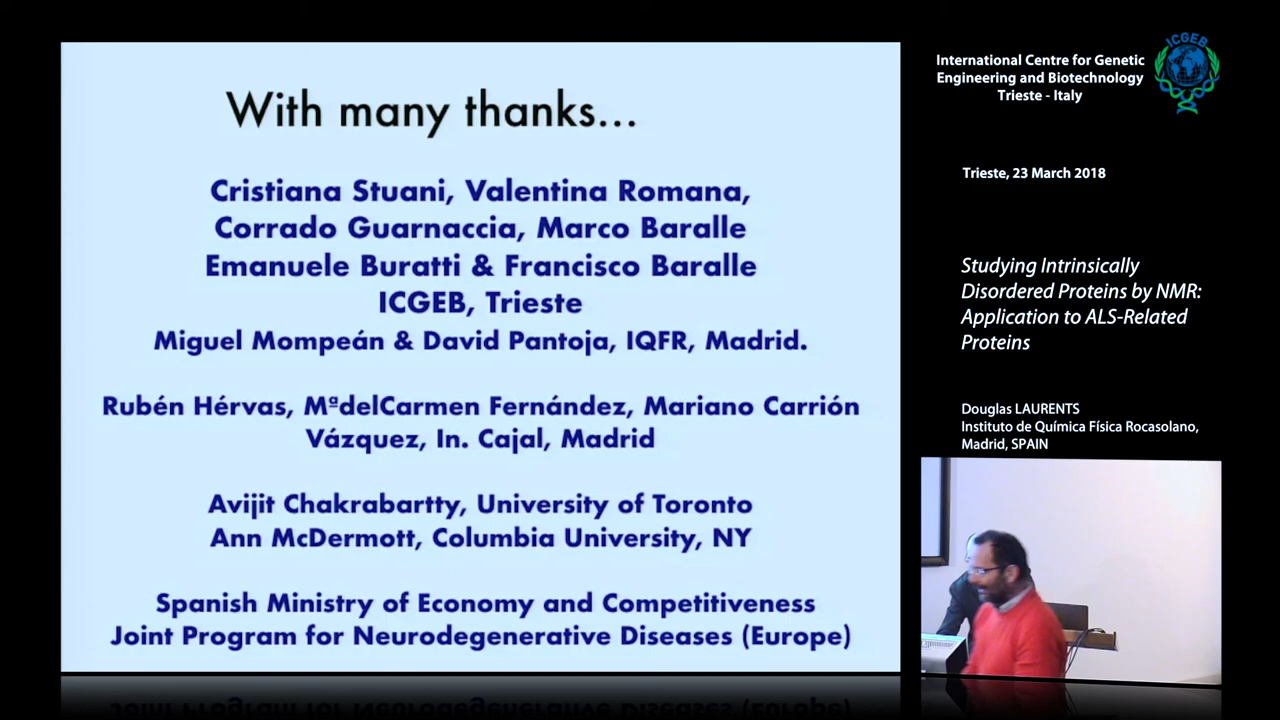 With many thanks...
Cristiana Stuani, Valentina Romana,
Corrado Guarnaccia, Marco Baralle
Emanuele Buratti & Francisco Baralle
ICGEB, Trieste
Miguel Mompeán & David Pantoja, IQFR, Madrid.
Rubén Hérvas, MªdelCarmen Fernández, Mariano Carrión
Vázquez, In. Cajal, Madrid
Avijit Chakrabartty, University of Toronto
Ann McDermott, Columbia University, NY
Spanish Ministry of Economy and Competitiveness
Joint Program for Neurodegenerative Diseases (Europe)
International Centre for Genetic
Engineering and Biotechnology
Trieste - Italy
ICGEB
Trieste, 23 March 2018
Studying Intrinsically
Disordered Proteins by NMR:
Application to ALS-Related
Proteins
Douglas LAURENTS
Instituto de Química Física Rocasolano,
Madrid, SPAIN